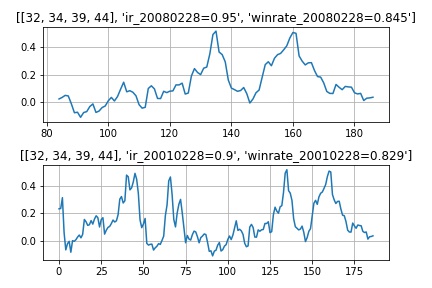 [[32, 34, 39, 44], 'ir_20080228=0.95', 'winrate_20080228=0.845']
0.4
0.2
0.0
80 100 120 140 160 180
[[32, 34, 39, 44], 'ir_20010228=0.9', 'winrate_20010228=0.829']
0.4
0.2
0.0
0 25 50 75 100 125 150 175